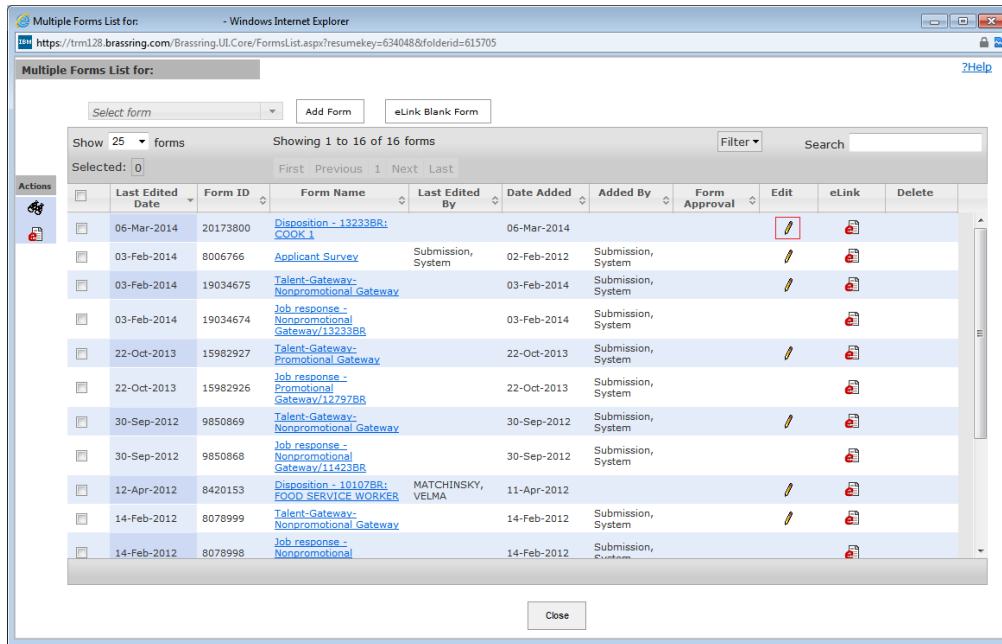 Multiple Forms List for: - Windows Internet Explorer
IBM https://trm128.brassring.com/Brassring.UI.Core/FormsList.aspx?resumekey=634048&folderid=615705
Multiple Forms List for: ?Help
Select form Add Form eLink Blank Form
Show 25 forms Showing 1 to 16 of 16 forms Filter Search
Selected: 0 First Previous 1 Next Last
Actions
Last Edited Date Form ID Form Name Last Edited By Date Added Added By Form Approval Edit eLink Delete
06-Mar-2014 20173800 Disposition - 13233BR: 06-Mar-2014
COOK 1
03-Feb-2014 8006766 Applicant Survey Submission, System 02-Feb-2012 Submission, System
03-Feb-2014 19034675 Talent-Gateway- 03-Feb-2014 Submission, System
Nonpromotional Gateway
03-Feb-2014 19034674 Job response - 03-Feb-2014 Submission, System
Nonpromotional
Gateway/13233BR
22-Oct-2013 15982927 Talent-Gateway- 22-Oct-2013 Submission, System
Promotional Gateway
22-Oct-2013 15982926 Job response - 22-Oct-2013 Submission, System
Promotional
Gateway/12797BR
30-Sep-2012 9850869 Talent-Gateway- 30-Sep-2012 Submission, System
Nonpromotional Gateway
30-Sep-2012 9850868 Job response - 30-Sep-2012 Submission, System
Nonpromotional
Gateway/11423BR
12-Apr-2012 8420153 Disposition - 10107BR: MATCHINSKY, VELMA 11-Apr-2012
FOOD SERVICE WORKER
14-Feb-2012 8078999 Talent-Gateway- 14-Feb-2012 Submission, System
Nonpromotional Gateway
14-Feb-2012 8078998 Job response - 14-Feb-2012 Submission, System
Nonpromotional
Close